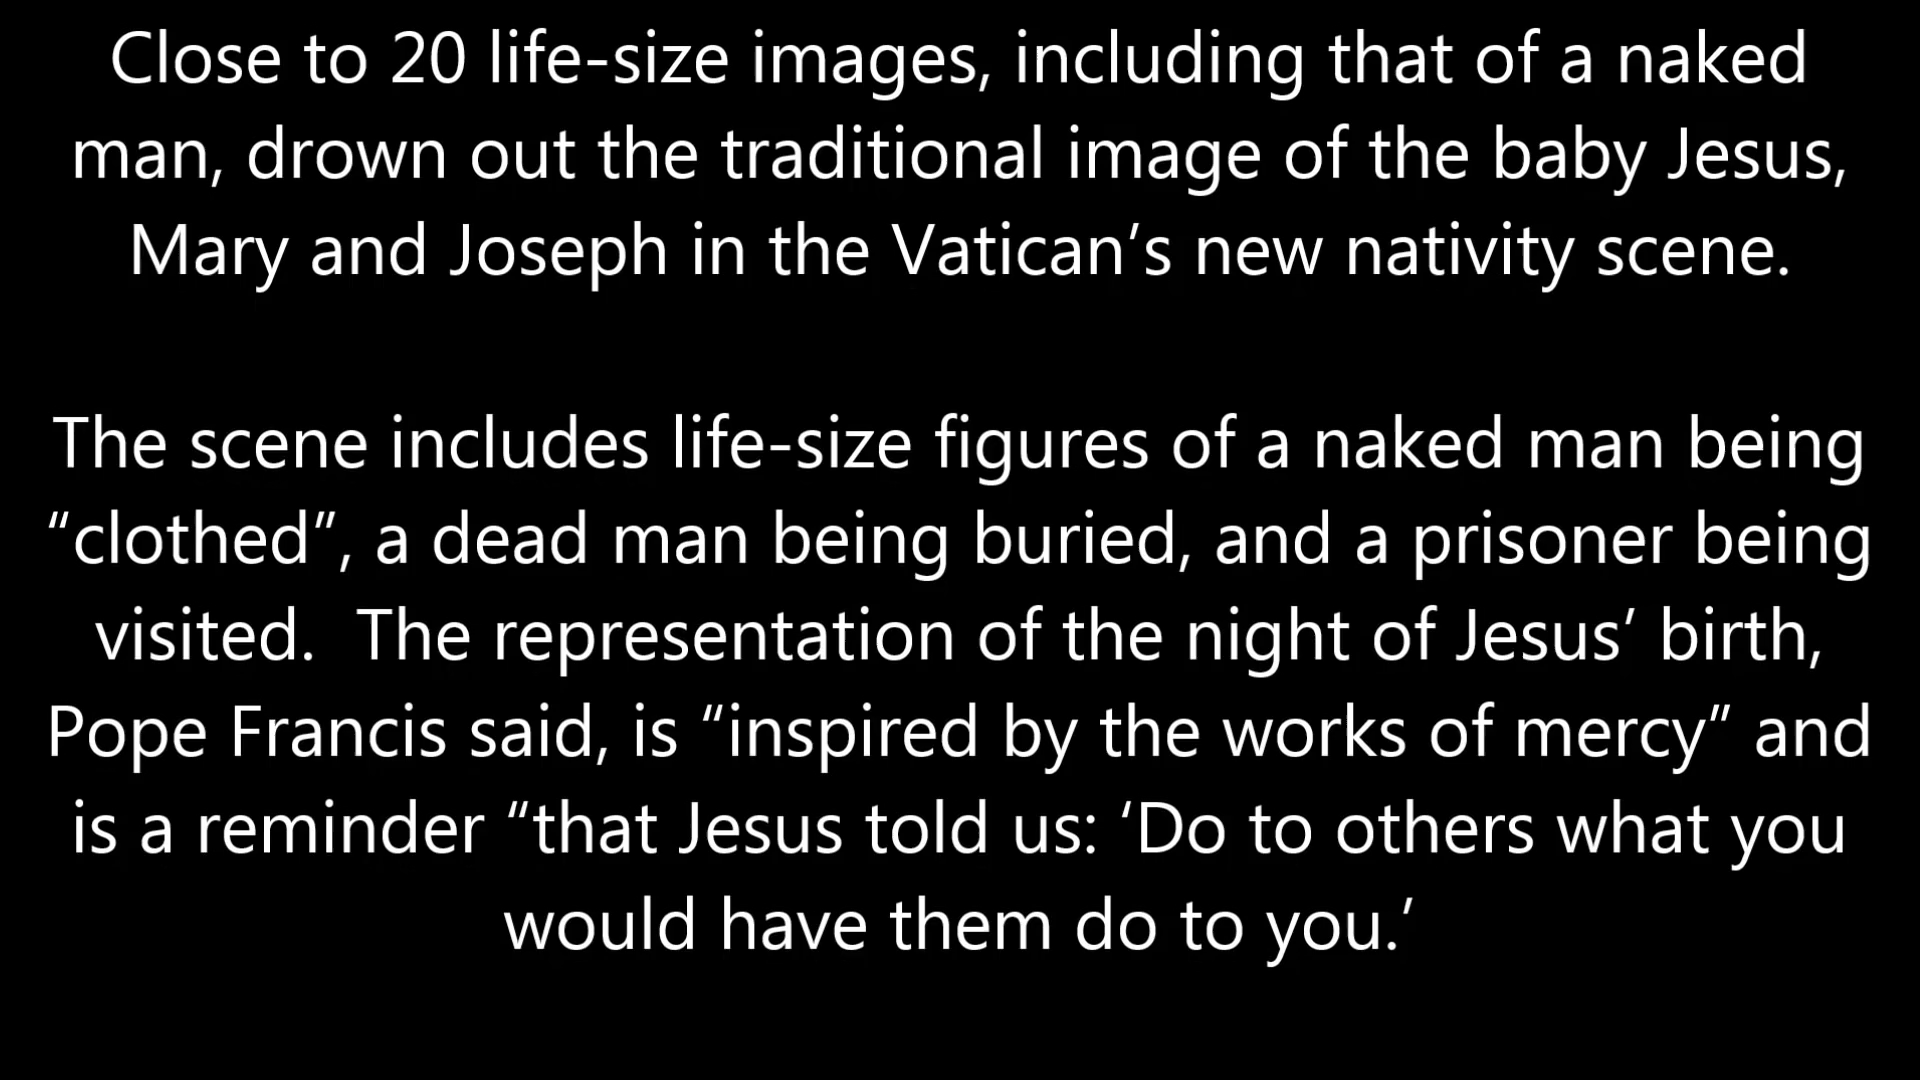 Close to 20 life-size images, including that of a naked
man, drown out the traditional image of the baby Jesus,
Mary and Joseph in the Vatican’s new nativity scene.
The scene includes life-size figures of a naked man being
“clothed”, a dead man being buried, and a prisoner being
visited.  The representation of the night of Jesus’ birth,
Pope Francis said, is “inspired by the works of mercy” and
is a reminder “that Jesus told us: ‘Do to others what you
would have them do to you.’